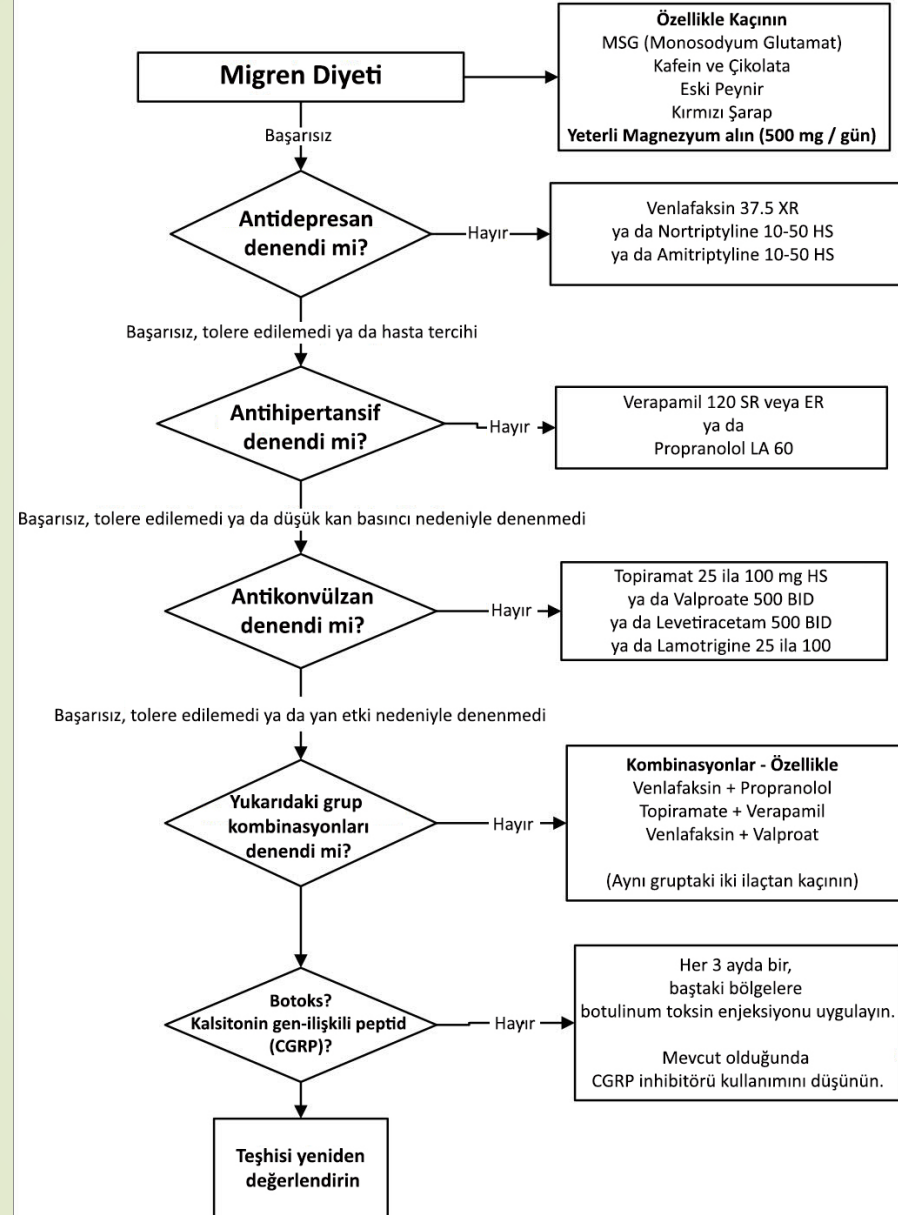 Migren Diyeti
Özellikle Kaçının
MSG (Monosodyum Glutamat)
Kafein ve Çikolata
Eski Peynir
Kırmızı Şarap
Yeterli Magnezyum alın (500 mg / gün)
Başarısız
Antidepresan
denendi mi?
Hayır
Venlafaksin 37.5 XR
ya da Nortriptyline 10-50 HS
ya da Amitriptyline 10-50 HS
Başarısız, tolere edilemedi ya da hasta tercihi
Antihipertansif
denendi mi?
Hayır
Verapamil 120 SR veya ER
ya da
Propranolol LA 60
Başarısız, tolere edilemedi ya da düşük kan basıncı nedeniyle denenmedi
Antikonvülzan
denendi mi?
Hayır
Topiramat 25 ila 100 mg HS
ya da Valproate 500 BID
ya da Levetiracetam 500 BID
ya da Lamotrigine 25 ila 100
Başarısız, tolere edilemedi ya da yan etki nedeniyle denenmedi
Yukarıdaki grup
kombinasyonları
denendi mi?
Hayır
Kombinasyonlar - Özellikle
Venlafaksin + Propranolol
Topiramate + Verapamil
Venlafaksin + Valproat
(Aynı gruptaki iki ilaçtan kaçının)
Botoks?
Kalsitonin gen-ilişkili peptid
(CGRP)?
Hayır
Her 3 ayda bir,
baştaki bölgelere
botulinum toksin enjeksiyonu uygulayın.
Mevcut olduğunda
CGRP inhibitörü kullanımını düşünün.
Teşhisi yeniden
değerlendirin